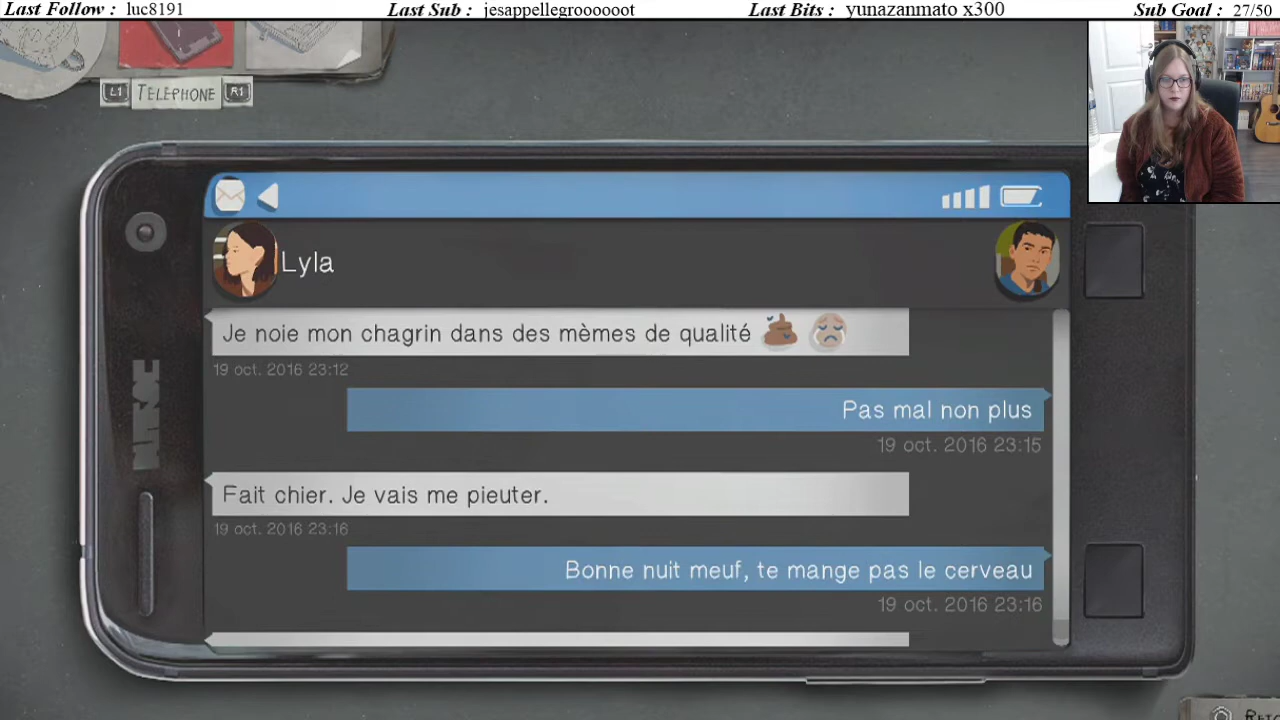 Last Follow : luc8191
Last Sub : jesappellegroooooot
Last Bits : yunazanmato x300
Sub Goal : 27/50
L1 TELEPHONE R1
Lyla
Je noie mon chagrin dans des mèmes de qualité
19 oct. 2016 23:12
Pas mal non plus
19 oct. 2016 23:15
Fait chier. Je vais me pieuter.
19 oct. 2016 23:16
Bonne nuit meuf, te mange pas le cerveau
19 oct. 2016 23:16